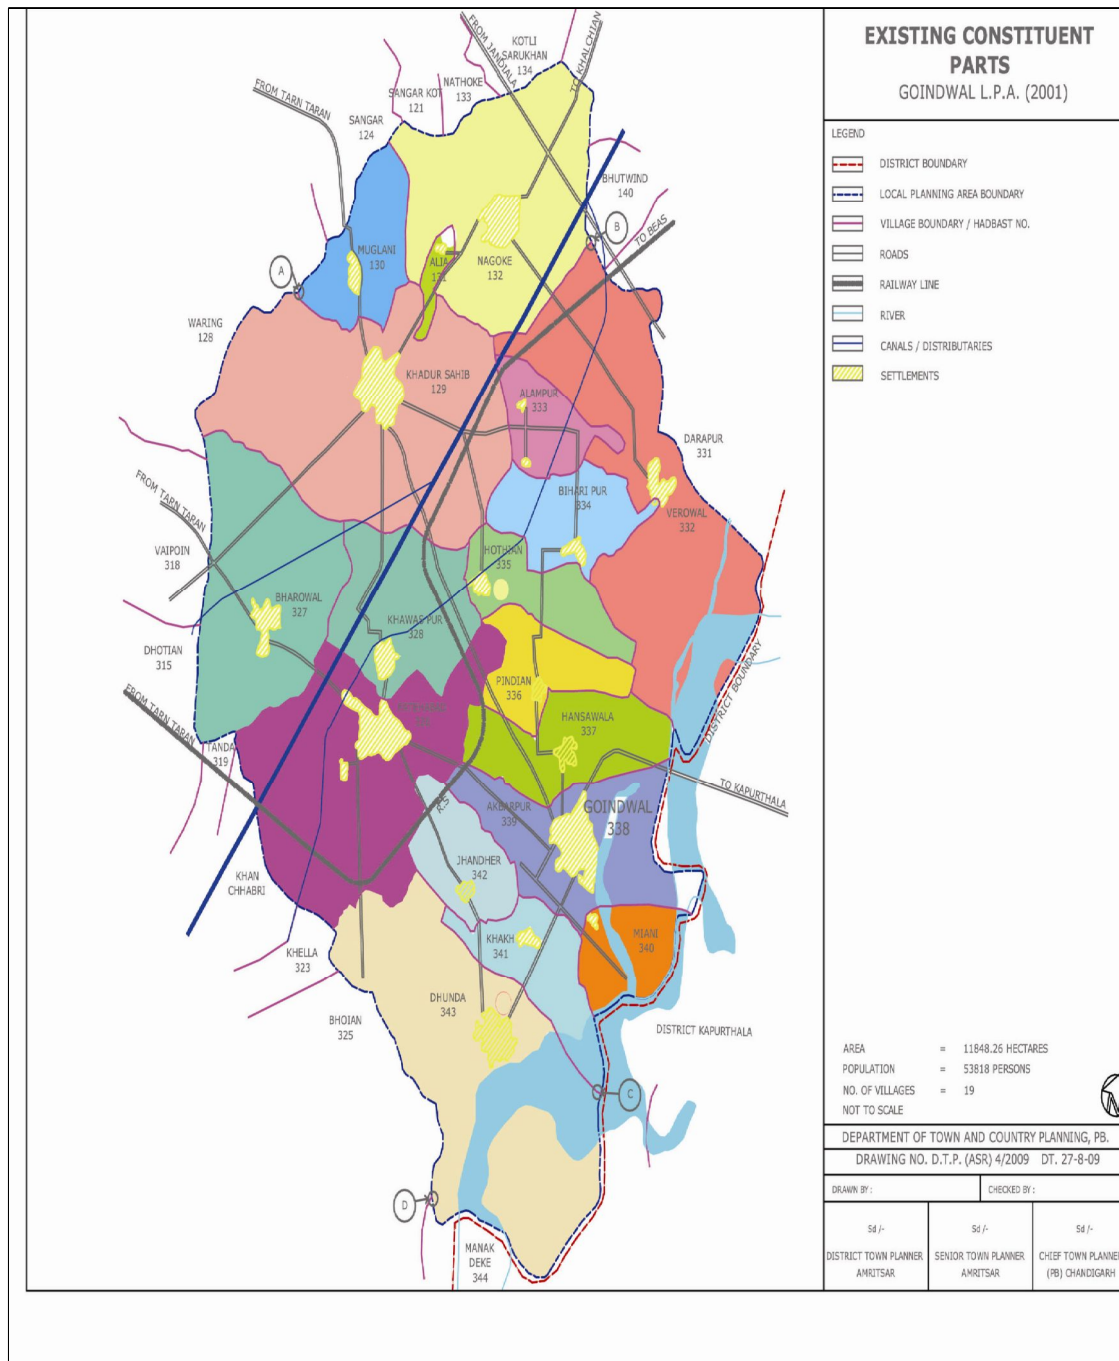 EXISTING CONSTITUENT
PARTS
GOINDWAL L.P.A. (2001)
LEGEND
DISTRICT BOUNDARY
LOCAL PLANNING AREA BOUNDARY
VILLAGE BOUNDARY / HADBAST NO.
ROADS
RAILWAY LINE
RIVER
CANALS / DISTRIBUTARIES
SETTLEMENTS
FROM JANDIALA
KOTLI
SARUKHAN
134
TO KHALCHIAN
NATHOKE
133
SANGAR KOT
121
FROM TARN TARAN
SANGAR
124
BHUTWIND
140
B
TO BEAS
MUGLANI
130
ALIA
131
NAGOKE
132
A
WARING
128
KHADUR SAHIB
129
ALAMPUR
333
DARAPUR
331
FROM TARN TARAN
BIHARI PUR
334
VEROWAL
332
VAIPOIN
318
HOTHIAN
335
BHAROWAL
327
KHAWAS PUR
328
DHOTIAN
315
PINDIAN
336
DISTRICT BOUNDARY
FROM TARN TARAN
HANSAWALA
337
TANDA
319
TO KAPURTHALA
R.S
AKBARPUR
339
GOINDWAL
338
JHANDHER
342
KHAN
CHHABRI
KHAKH
341
MIANI
340
KHELLA
323
DHUNDA
343
BHOIAN
325
DISTRICT KAPURTHALA
C
D
MANAK
DEKE
344
AREA = 11848.26 HECTARES
POPULATION = 53818 PERSONS
NO. OF VILLAGES = 19
NOT TO SCALE
N
DEPARTMENT OF TOWN AND COUNTRY PLANNING, PB.
DRAWING NO. D.T.P. (ASR) 4/2009 DT. 27-8-09
DRAWN BY : CHECKED BY :
Sd /- Sd /- Sd /-
DISTRICT TOWN PLANNER SENIOR TOWN PLANNER CHIEF TOWN PLANNE
AMRITSAR AMRITSAR (PB) CHANDIGARH